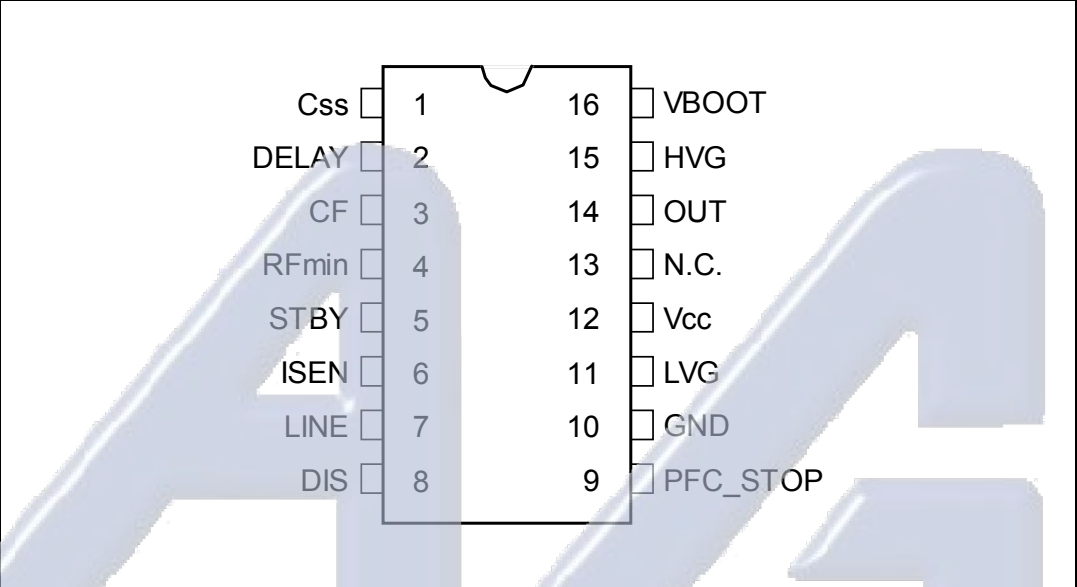 Css 1 16 VBOOT
DELAY 2 15 HVG
CF 3 14 OUT
RFmin 4 13 N.C.
STBY 5 12 Vcc
ISEN 6 11 LVG
LINE 7 10 GND
DIS 8 9 PFC_STOP